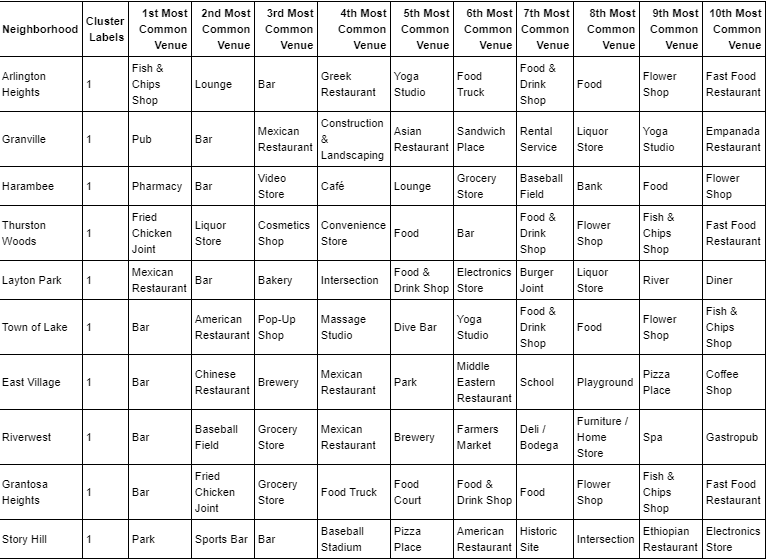 Neighborhood Cluster Labels 1st Most Common Venue 2nd Most Common Venue 3rd Most Common Venue 4th Most Common Venue 5th Most Common Venue 6th Most Common Venue 7th Most Common Venue 8th Most Common Venue 9th Most Common Venue 10th Most Common Venue
Arlington Heights 1 Fish & Chips Shop Lounge Bar Greek Restaurant Yoga Studio Food Truck Food & Drink Shop Food Flower Shop Fast Food Restaurant
Granville 1 Pub Bar Mexican Restaurant Construction & Landscaping Asian Restaurant Sandwich Place Rental Service Liquor Store Yoga Studio Empanada Restaurant
Harambee 1 Pharmacy Bar Video Store Café Lounge Grocery Store Baseball Field Bank Food Flower Shop
Thurston Woods 1 Fried Chicken Joint Liquor Store Cosmetics Shop Convenience Store Food Bar Food & Drink Shop Flower Shop Fish & Chips Shop Fast Food Restaurant
Layton Park 1 Mexican Restaurant Bar Bakery Intersection Food & Drink Shop Electronics Store Burger Joint Liquor Store River Diner
Town of Lake 1 Bar American Restaurant Pop-Up Shop Massage Studio Dive Bar Yoga Studio Food & Drink Shop Food Flower Shop Fish & Chips Shop
East Village 1 Bar Chinese Restaurant Brewery Mexican Restaurant Park Middle Eastern Restaurant School Playground Pizza Place Coffee Shop
Riverwest 1 Bar Baseball Field Grocery Store Mexican Restaurant Brewery Farmers Market Deli / Bodega Furniture / Home Store Spa Gastropub
Grantosa Heights 1 Bar Fried Chicken Joint Grocery Store Food Truck Food Court Food & Drink Shop Food Flower Shop Fish & Chips Shop Fast Food Restaurant
Story Hill 1 Park Sports Bar Bar Baseball Stadium Pizza Place American Restaurant Historic Site Intersection Ethiopian Restaurant Electronics Store